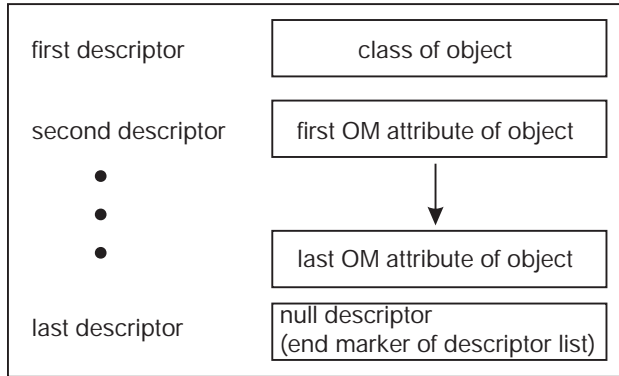 first descriptor
class of object
second descriptor
first OM attribute of object
last OM attribute of object
last descriptor
null descriptor
(end marker of descriptor list)